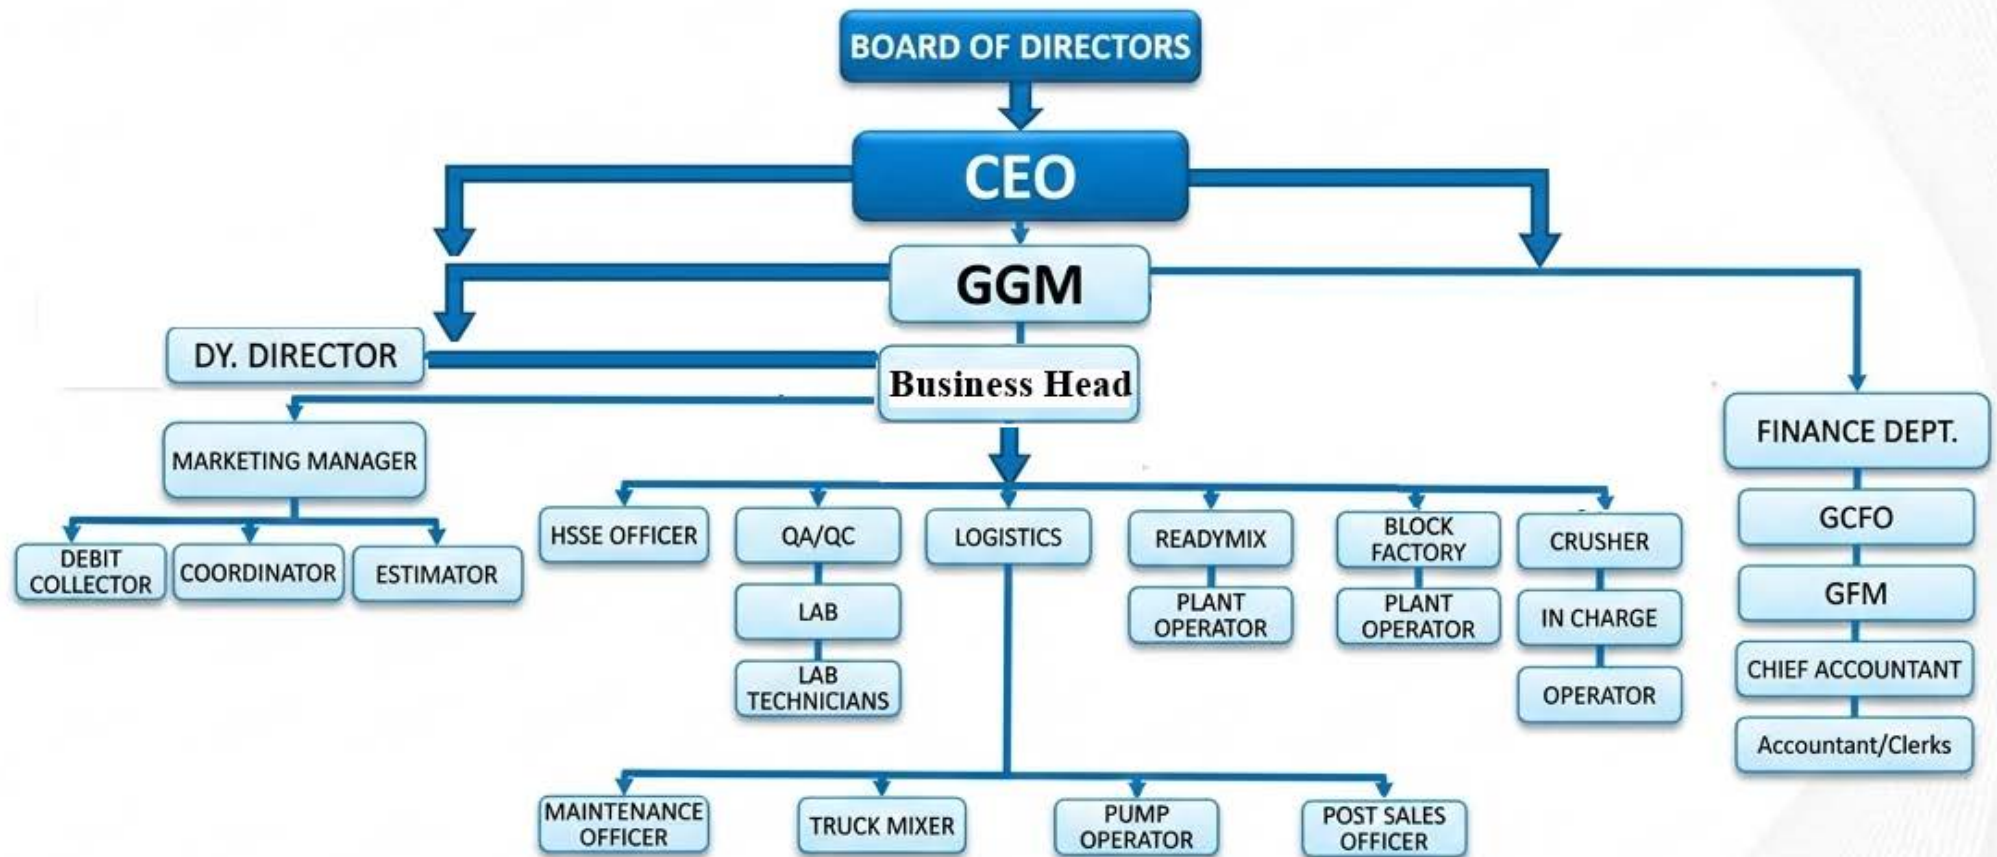 BOARD OF DIRECTORS
CEO
GGM
DY. DIRECTOR
Business Head
MARKETING MANAGER
FINANCE DEPT.
DEBIT
COLLECTOR
COORDINATOR
ESTIMATOR
HSSE OFFICER
QA/QC
LOGISTICS
READYMIX
BLOCK
FACTORY
CRUSHER
GCFO
LAB
PLANT
OPERATOR
PLANT
OPERATOR
IN CHARGE
GFM
LAB
TECHNICIANS
OPERATOR
CHIEF ACCOUNTANT
Accountant/Clerks
MAINTENANCE
OFFICER
TRUCK MIXER
PUMP
OPERATOR
POST SALES
OFFICER